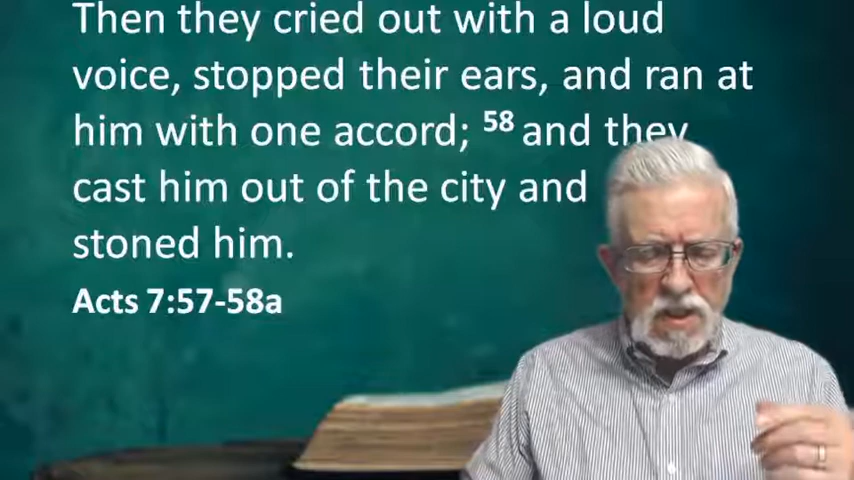 Then they cried out with a loud
voice, stopped their ears, and ran at
him with one accord; 58 and they
cast him out of the city and
stoned him.
Acts 7:57-58a